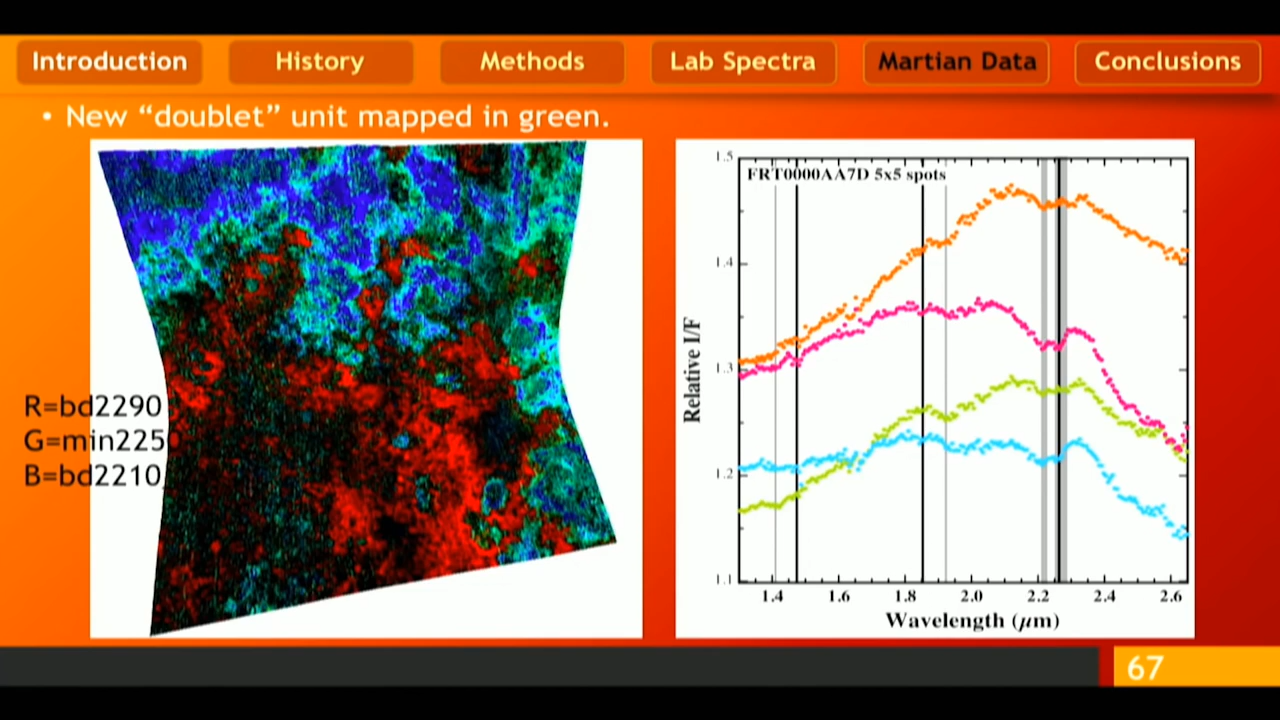 Introduction
History
Methods
Lab Spectra
Martian Data
Conclusions
• New “doublet” unit mapped in green.
R=bd2290
G=min2250
B=bd2210
FRT0000AA7D 5x5 spots
1.5
1.4
1.3
1.2
1.1
Relative I/F
1.4 1.6 1.8 2.0 2.2 2.4 2.6
Wavelength (μm)
67